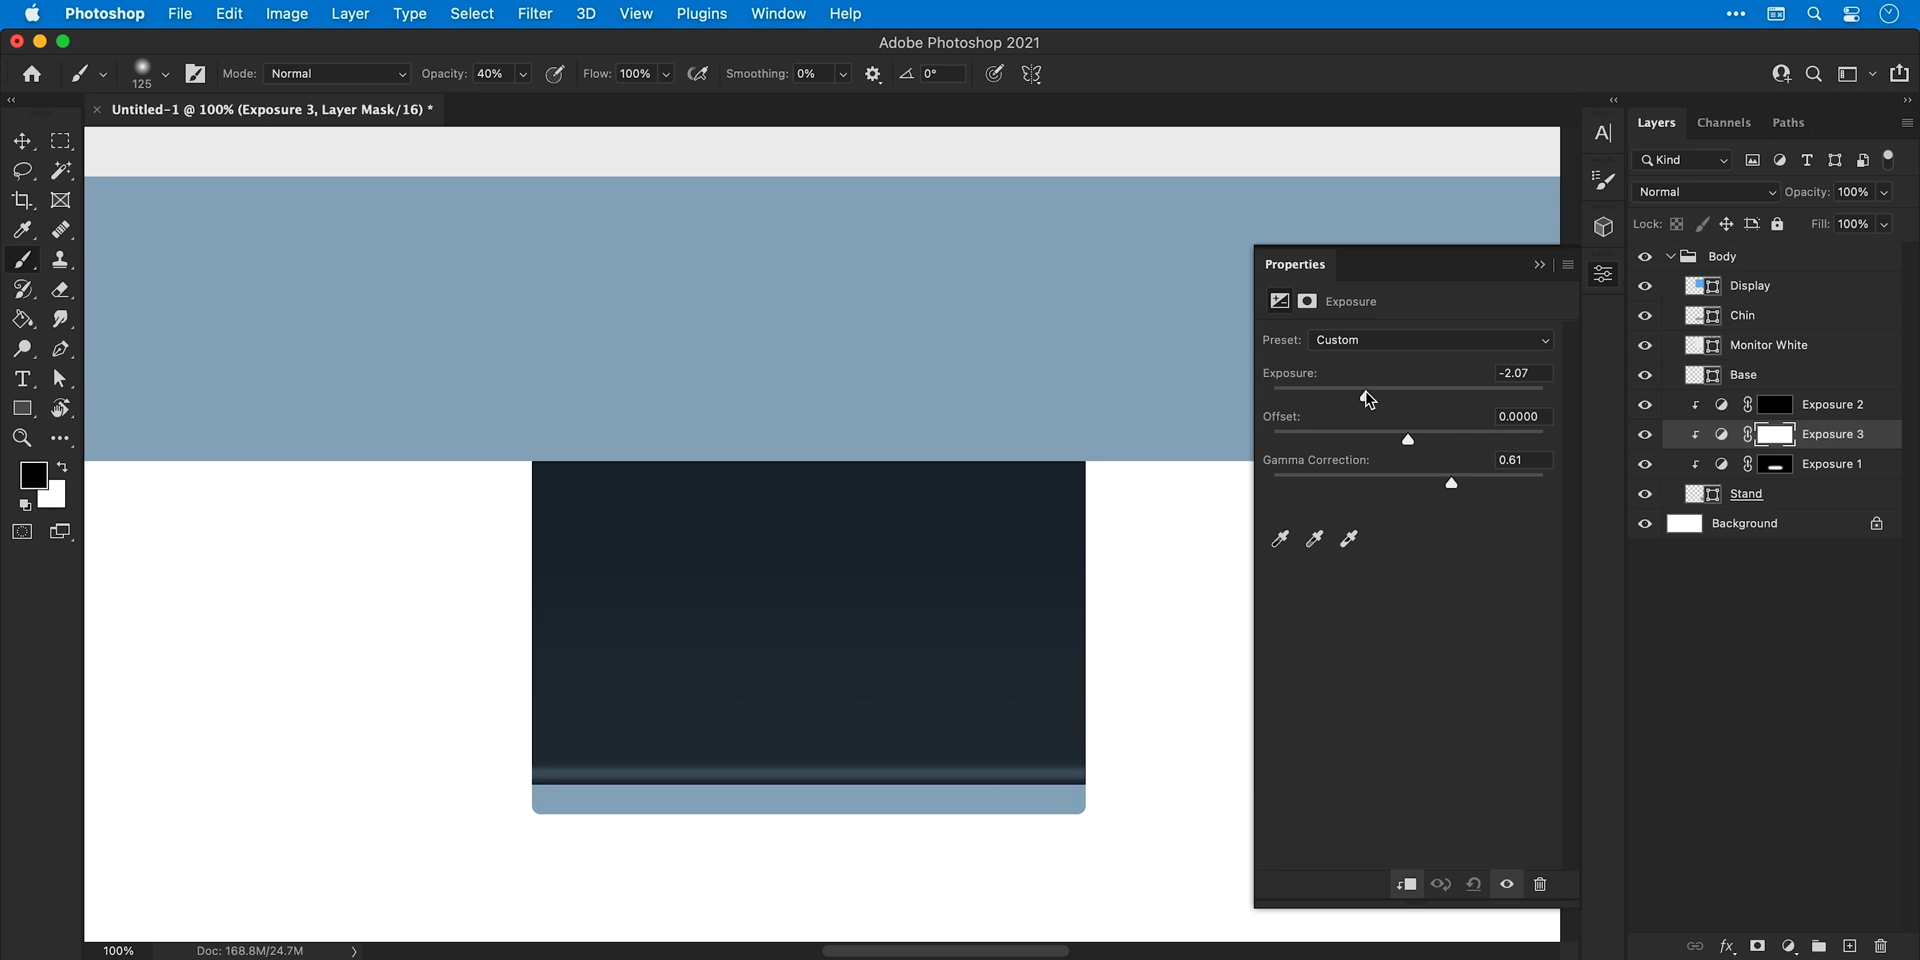 Photoshop File Edit Image Layer Type Select Filter 3D View Plugins Window Help
Adobe Photoshop 2021
125 Mode: Normal Opacity: 40% Flow: 100% Smoothing: 0% 0°
Untitled-1 @ 100% (Exposure 3, Layer Mask/16) *
Layers Channels Paths
Kind
Normal Opacity: 100%
Lock: Fill: 100%
Body
Display
Chin
Monitor White
Base
Exposure 2
Exposure 3
Exposure 1
Stand
Background
Properties
Exposure
Preset: Custom
Exposure: -2.07
Offset: 0.0000
Gamma Correction: 0.61
100% Doc: 168.8M/24.7M